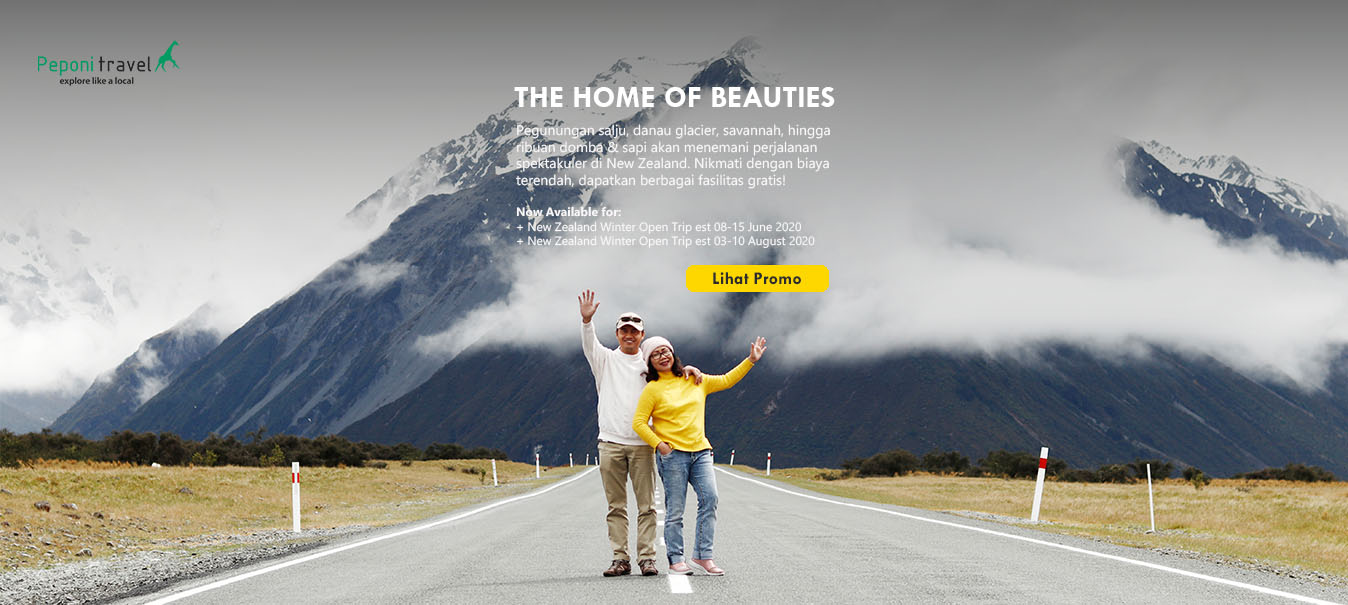 Peponi travel
explore like a local
THE HOME OF BEAUTIES
Pegunungan salju, danau glacier, savannah, hingga
ribuan domba & sapi akan menemani perjalanan
spektakuler di New Zealand. Nikmati dengan biaya
terendah, dapatkan berbagai fasilitas gratis!
Now Available for:
+ New Zealand Winter Open Trip est 08-15 June 2020
+ New Zealand Winter Open Trip est 03-10 August 2020
Lihat Promo